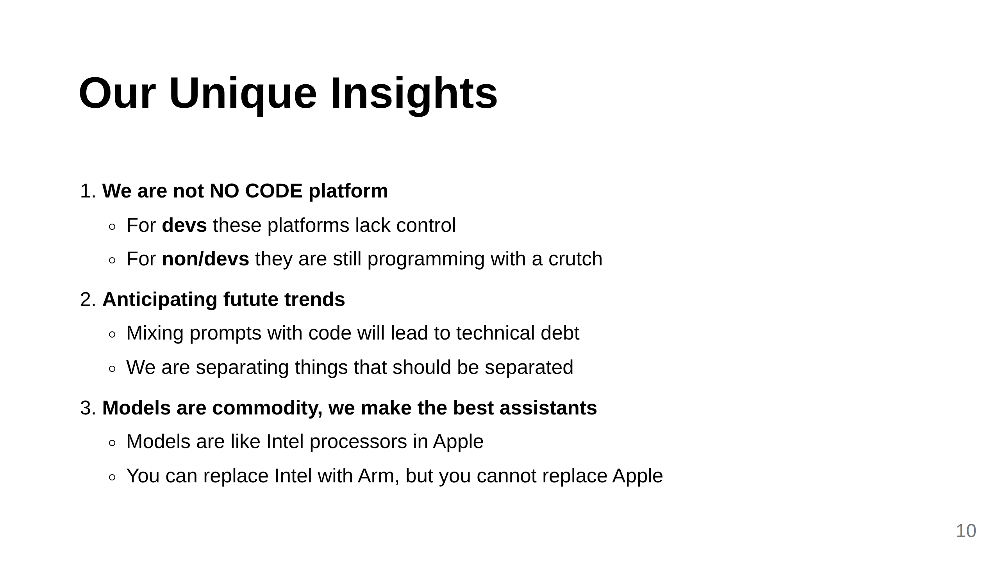 Our Unique Insights
1. We are not NO CODE platform
○ For devs these platforms lack control
○ For non/devs they are still programming with a crutch
2. Anticipating futute trends
○ Mixing prompts with code will lead to technical debt
○ We are separating things that should be separated
3. Models are commodity, we make the best assistants
○ Models are like Intel processors in Apple
○ You can replace Intel with Arm, but you cannot replace Apple
10